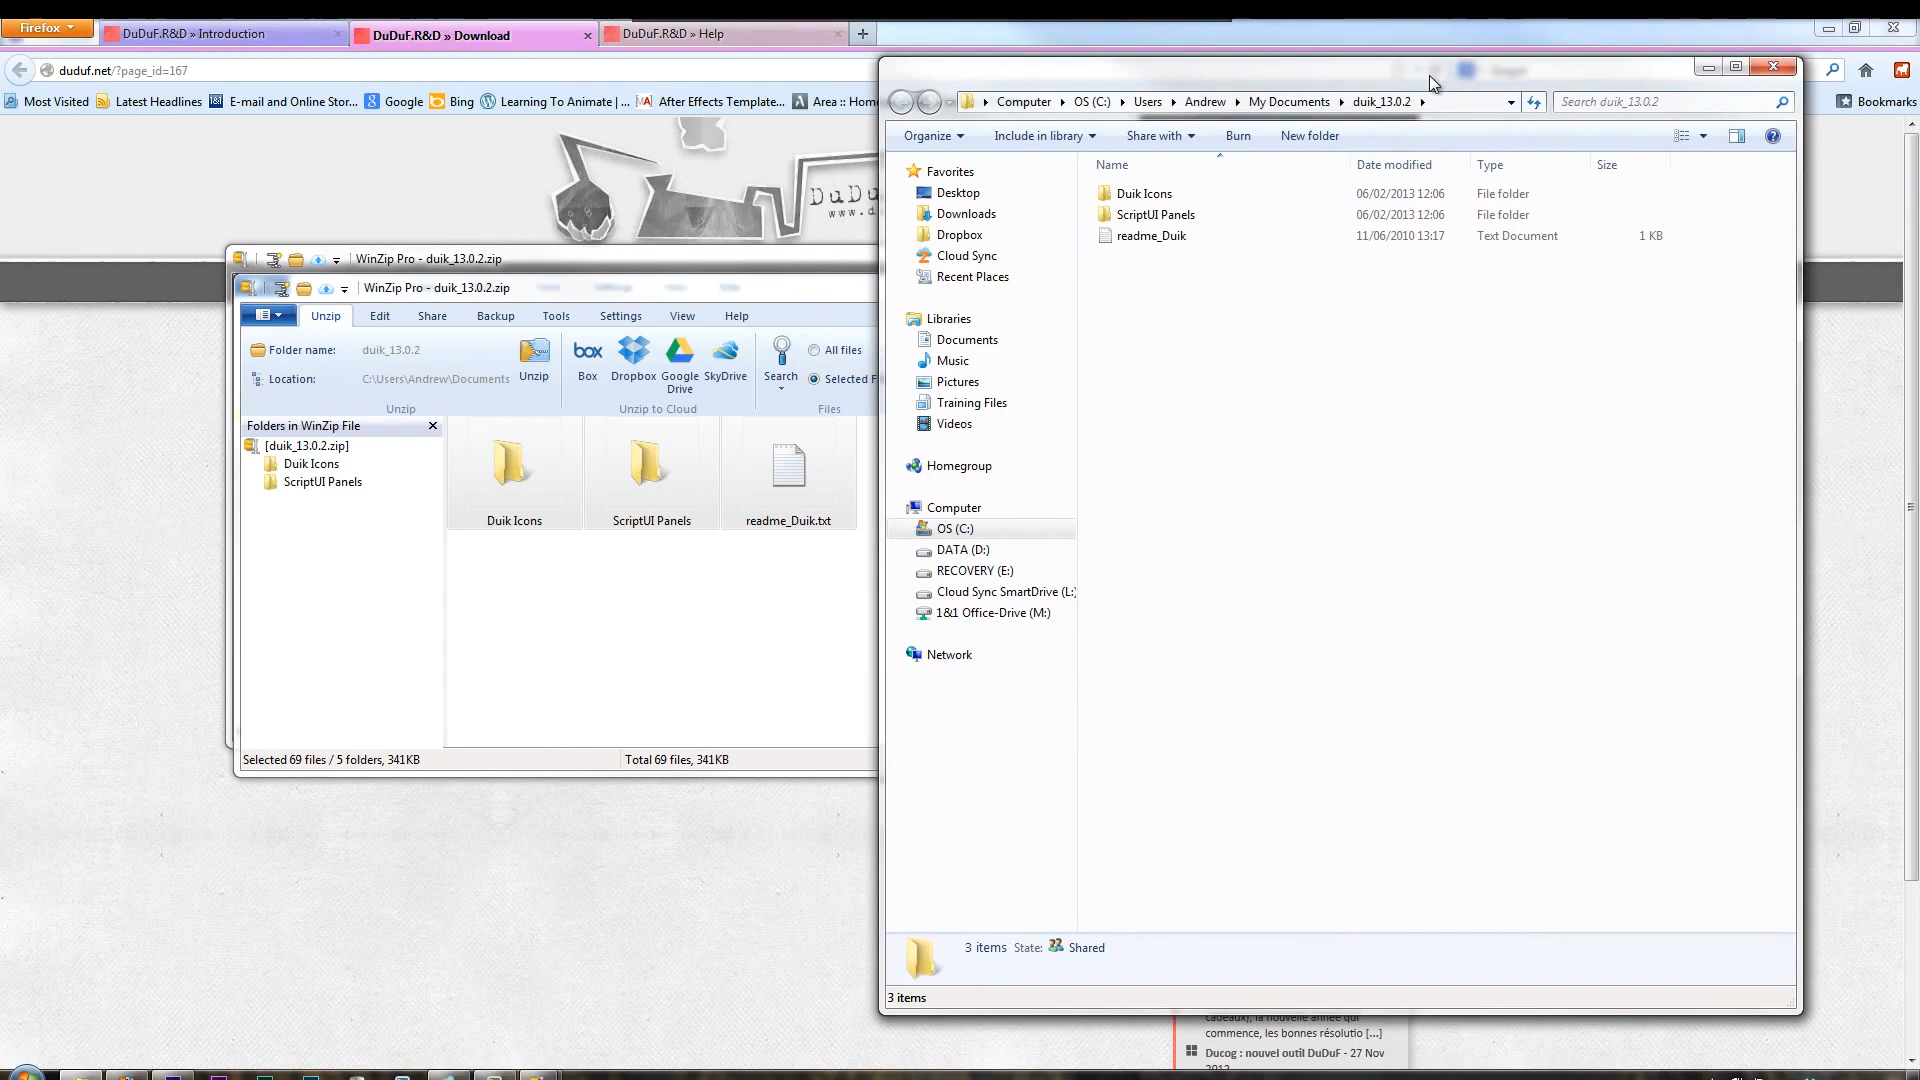 Firefox
DuDuF.R&D » Introduction
DuDuF.R&D » Download
DuDuF.R&D » Help
duduf.net/?page_id=167
Most Visited
Latest Headlines
E-mail and Online Stor...
Google
Bing
Learning To Animate | ...
After Effects Template...
Area :: Home
Bookmarks
WinZip Pro - duik_13.0.2.zip
WinZip Pro - duik_13.0.2.zip
Unzip
Edit
Share
Backup
Tools
Settings
View
Help
Folder name:
duik_13.0.2
Location:
C:\Users\Andrew\Documents
Unzip
Box
Dropbox
Google
Drive
SkyDrive
Search
All files
Selected F
Unzip
Unzip to Cloud
Files
Folders in WinZip File
[duik_13.0.2.zip]
Duik Icons
ScriptUI Panels
Duik Icons
ScriptUI Panels
readme_Duik.txt
Selected 69 files / 5 folders, 341KB
Total 69 files, 341KB
Computer
OS (C:)
Users
Andrew
My Documents
duik_13.0.2
Search duik_13.0.2
Organize
Include in library
Share with
Burn
New folder
Favorites
Desktop
Downloads
Dropbox
Cloud Sync
Recent Places
Libraries
Documents
Music
Pictures
Training Files
Videos
Homegroup
Computer
OS (C:)
DATA (D:)
RECOVERY (E:)
Cloud Sync SmartDrive (L:)
1&1 Office-Drive (M:)
Network
Name
Date modified
Type
Size
Duik Icons
06/02/2013 12:06
File folder
ScriptUI Panels
06/02/2013 12:06
File folder
readme_Duik
11/06/2010 13:17
Text Document
1 KB
3 items
State:
Shared
3 items
cadeaux), la nouvelle année qui
commence, les bonnes résolutio [...]
Ducog : nouvel outil DuDuF - 27 Nov